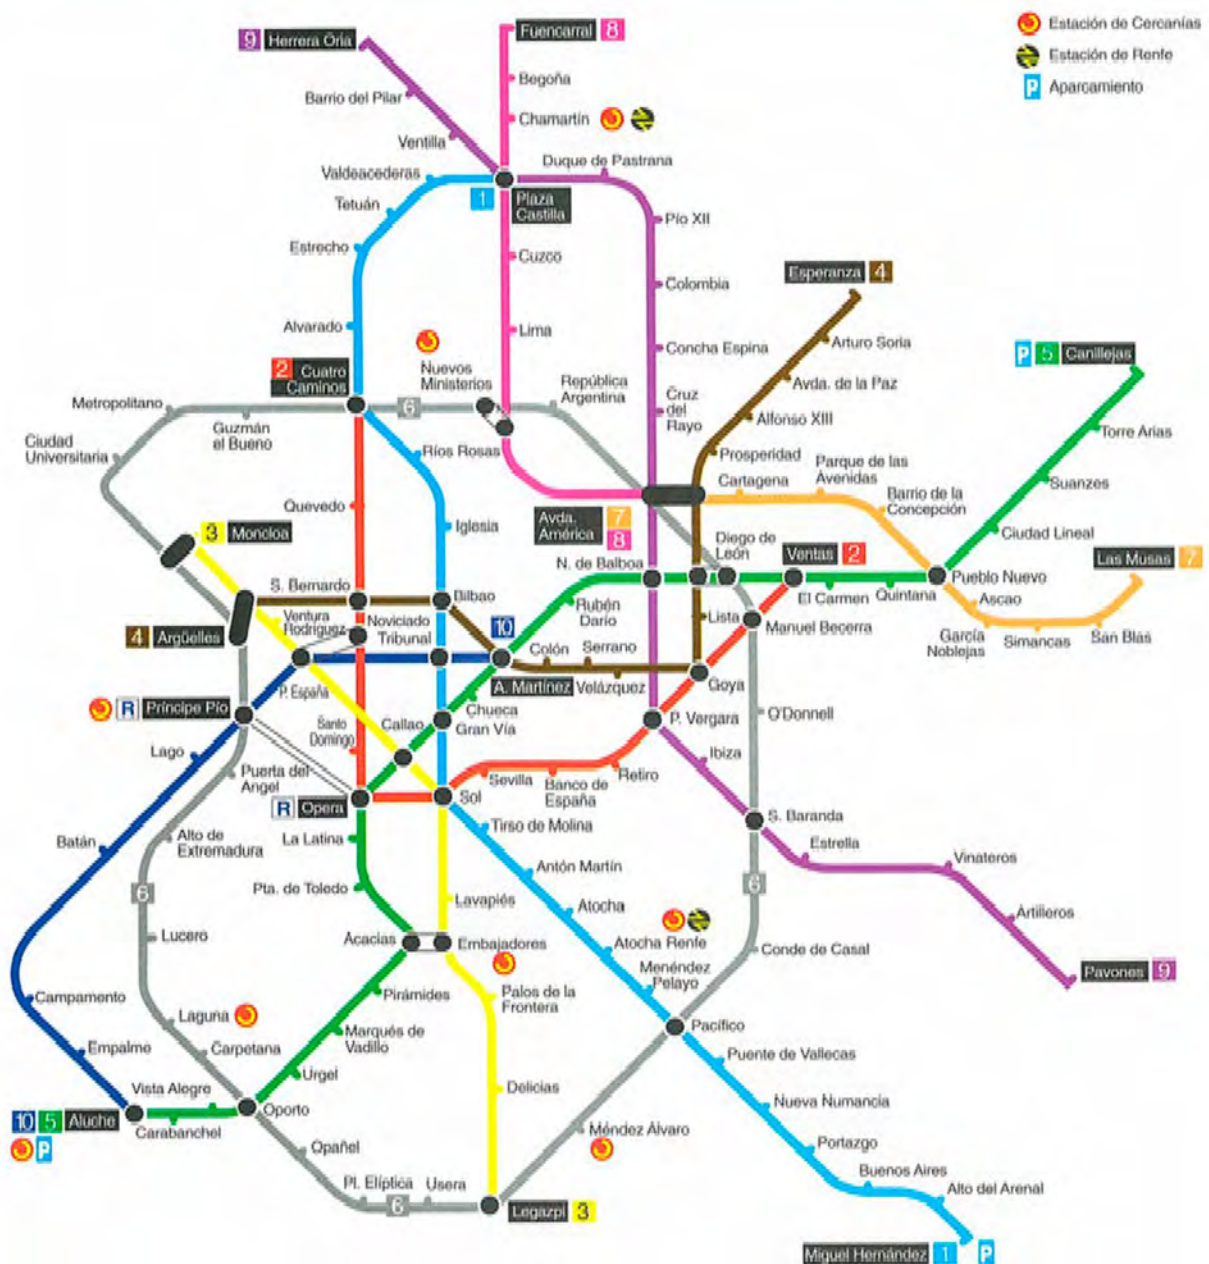 Estación de Cercanías
Estación de Renfe
P Aparcamiento
9 Herrera Oria
Fuencarral 8
Barrio del Pilar
Begoña
Ventilla
Chamartín
Valdeacederas
Duque de Pastrana
1
Plaza
Castilla
Tetuán
Pío XII
Estrecho
Cuzco
Esperanza 4
Colombia
Alvarado
Lima
Arturo Soria
Concha Espina
P 5 Canillejas
2 Cuatro
Caminos
Nuevos
Ministerios
República
Argentina
Avda. de la Paz
Metropolitano
6
Cruz
del
Rayo
Alfonso XIII
Guzmán
el Bueno
Torre Arias
Ciudad
Universitaria
Ríos Rosas
Prosperidad
Parque de las
Avenidas
Cartagena
Suanzes
Quevedo
Barrio de la
Concepción
3 Moncloa
Iglesia
Avda.
América
7
8
Ciudad Lineal
Diego de
León
Ventas 2
N. de Balboa
Las Musas 7
S. Bernardo
Bilbao
El Carmen
Quintana
Pueblo Nuevo
Ventura
Rodríguez
Noviciado
Tribunal
Rubén
Darío
Lista
Manuel Becerra
Ascao
García
Noblejas
Simancas
San Blas
4 Argüelles
10
Colón
Serrano
P. España
A. Martínez
Velázquez
Goya
R Príncipe Pío
Chueca
Gran Vía
Callao
Santo
Domingo
P. Vergara
O'Donnell
Lago
Puerta del
Angel
Ibiza
Sevilla
Banco de
España
Retiro
R Opera
Sol
S. Baranda
Batán
Alto de
Extremadura
La Latina
Tirso de Molina
Estrella
Vinateros
Antón Martín
6
Pta. de Toledo
Lavapiés
6
Atocha
Artilleros
Lucero
Acacias
Embajadores
Atocha Renfe
Conde de Casal
Menéndez
Pelayo
Pavones 9
Campamento
Laguna
Pirámides
Palos de la
Frontera
Pacífico
Empalme
Carpetana
Marqués de
Vadillo
Puente de Vallecas
Vista Alegre
Urgel
Delicias
Nueva Numancia
10 5 Aluche
P
Carabanchel
Oporto
Méndez Álvaro
Opañel
Portazgo
Pl. Elíptica
6
Usera
Buenos Aires
Legazpi 3
Alto del Arenal
Miguel Hernández 1 P